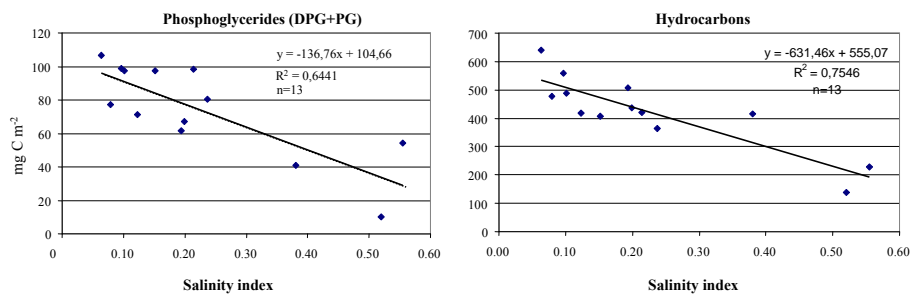 Phosphoglycerides (DPG+PG)
y = -136,76x + 104,66
R² = 0,6441
n=13
mg C m⁻²
120
100
80
60
40
20
0
0 0.10 0.20 0.30 0.40 0.50 0.60
Salinity index
Hydrocarbons
y = -631,46x + 555,07
R² = 0,7546
n=13
700
600
500
400
300
200
100
0
0.00 0.10 0.20 0.30 0.40 0.50 0.60
Salinity index